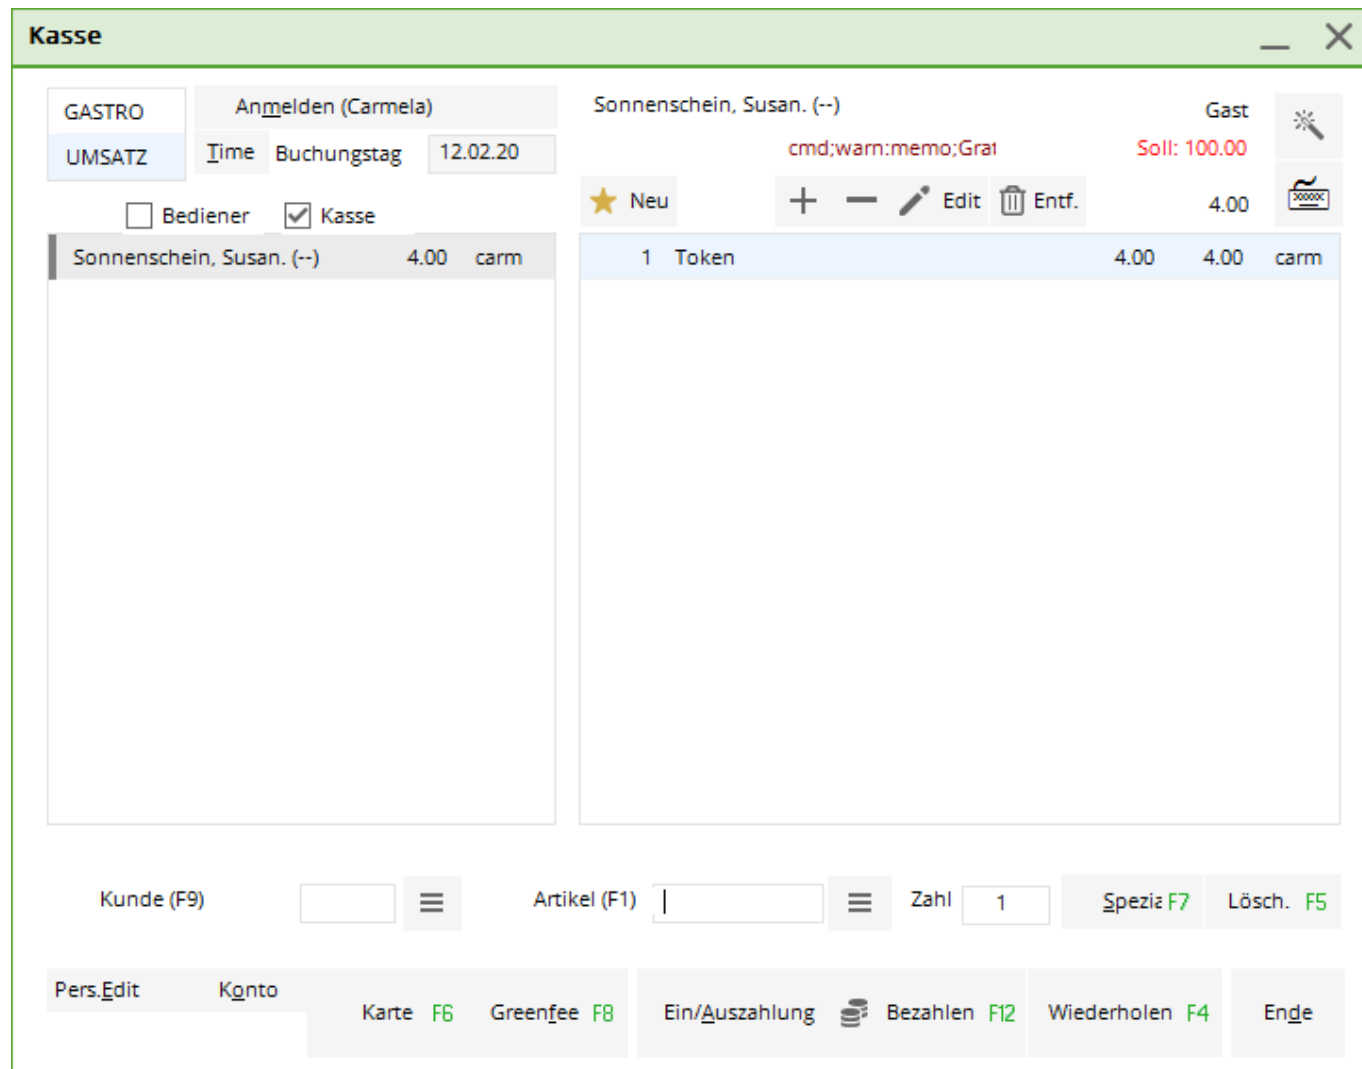 Kasse
GASTRO
Anmelden (Carmela)
UMSATZ
Time Buchungstag 12.02.20
Bediener Kasse
Sonnenschein, Susan. (--) 4.00 carm
Sonnenschein, Susan. (--) Gast
cmd;warn:memo;Grat Soll: 100.00
Neu Edit Entf. 4.00
1 Token 4.00 4.00 carm
Kunde (F9) Artikel (F1) Zahl 1 Spezia F7 Lösch. F5
Pers.Edit Konto
Karte F6 Greenfee F8 Ein/Auszahlung Bezahlen F12 Wiederholen F4 Ende